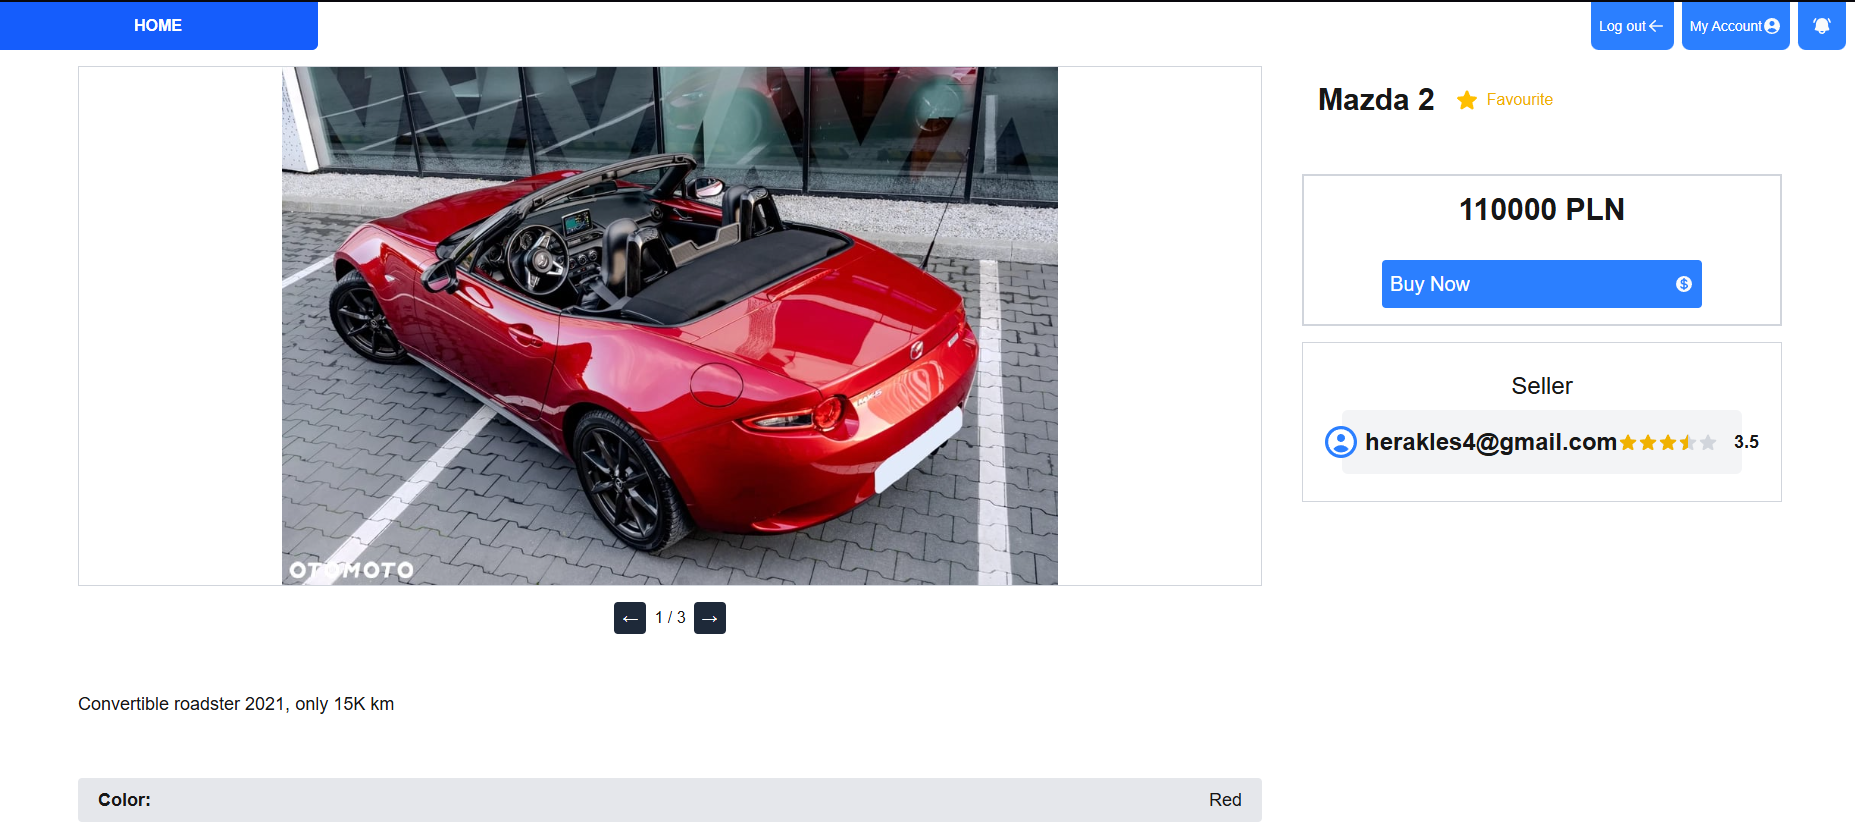 HOME
Log out
My Account
Mazda 2
Favourite
110000 PLN
Buy Now
Seller
herakles4@gmail.com
3.5
OTOMOTO
1 / 3
Convertible roadster 2021, only 15K km
Color:
Red